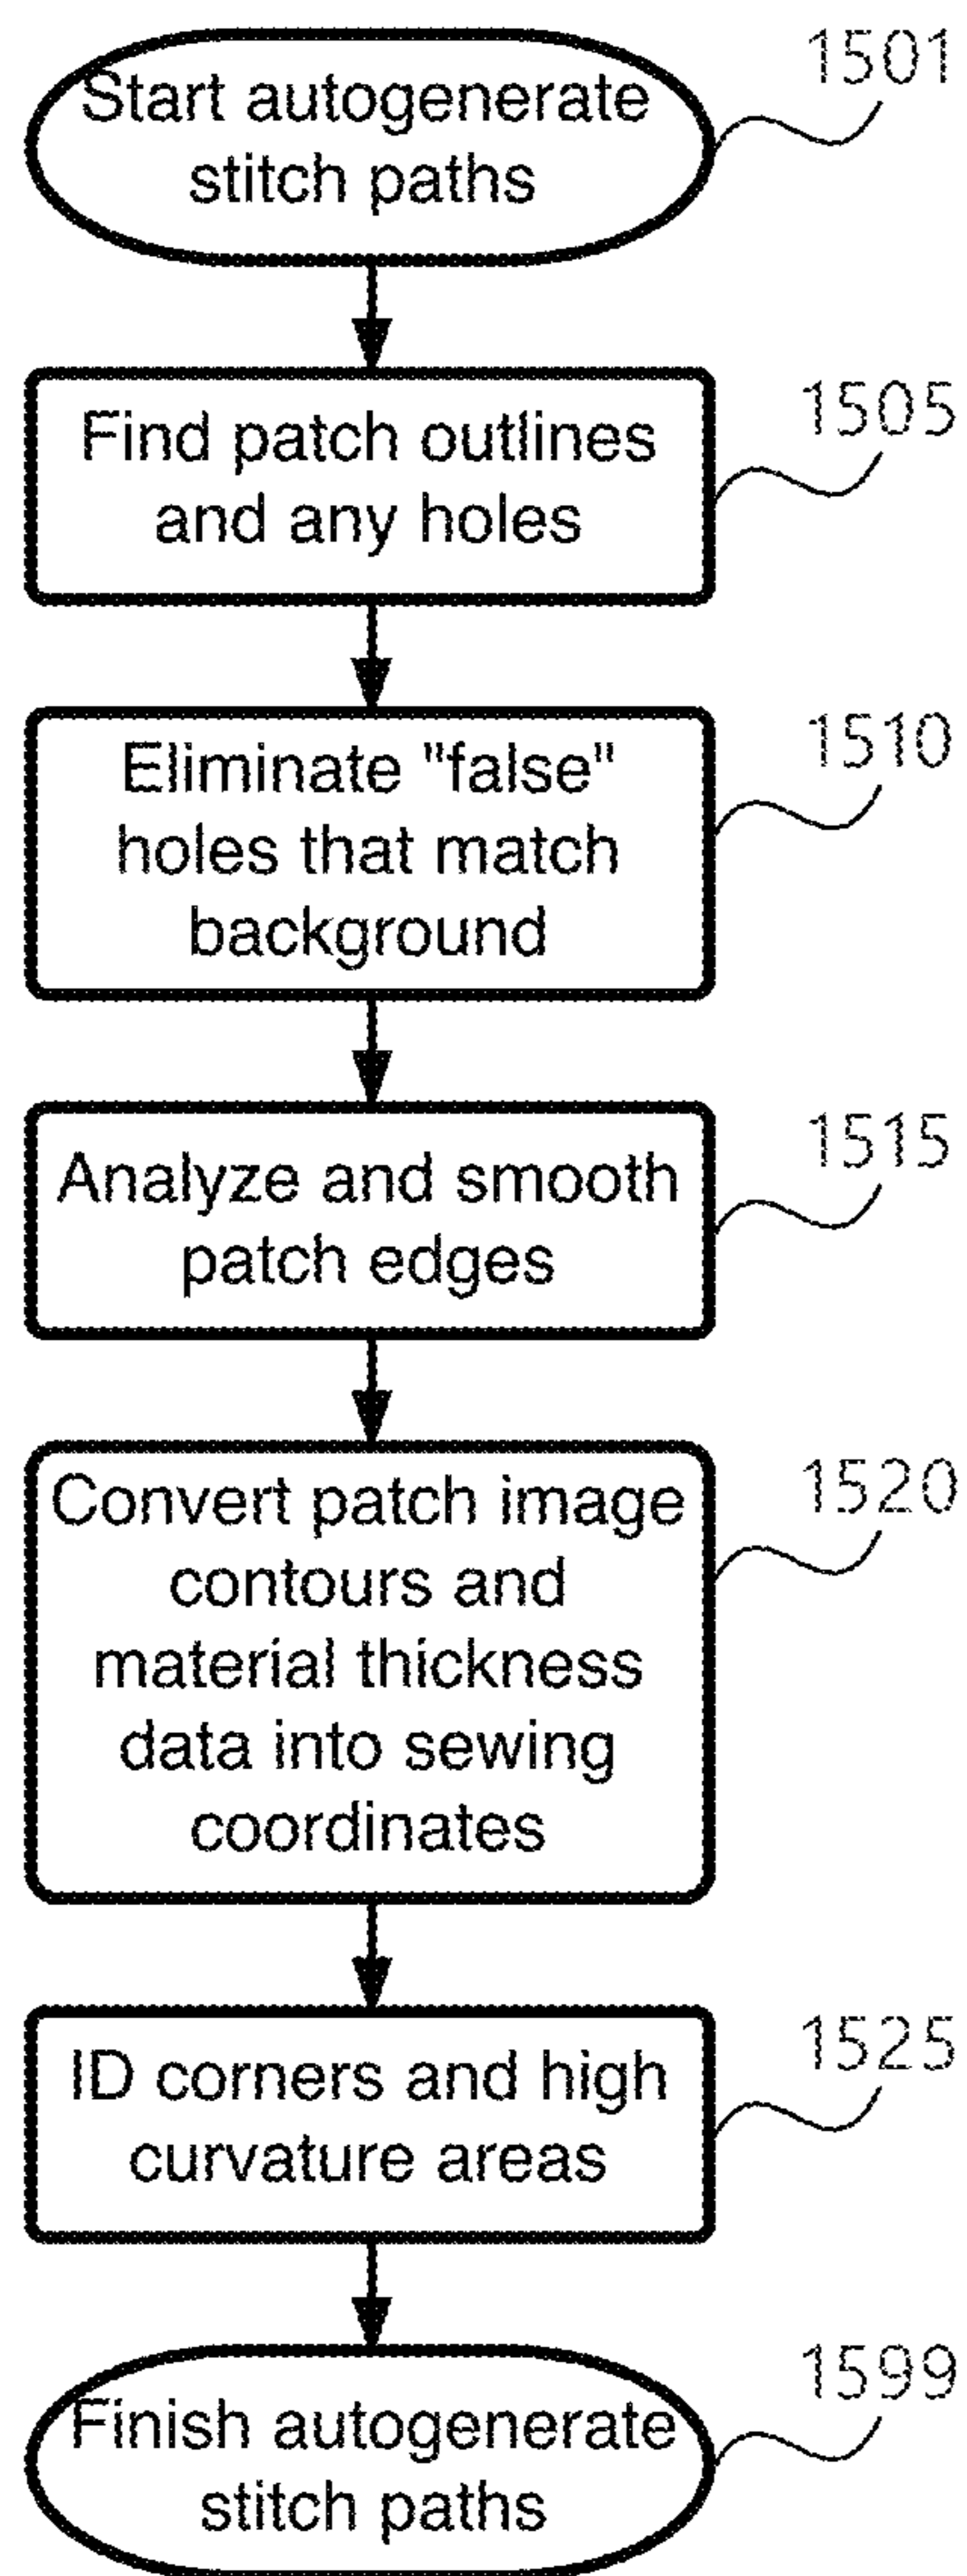 1501
Start autogenerate
stitch paths
1505
Find patch outlines
and any holes
1510
Eliminate "false"
holes that match
background
1515
Analyze and smooth
patch edges
1520
Convert patch image
contours and
material thickness
data into sewing
coordinates
1525
ID corners and high
curvature areas
1599
Finish autogenerate
stitch paths